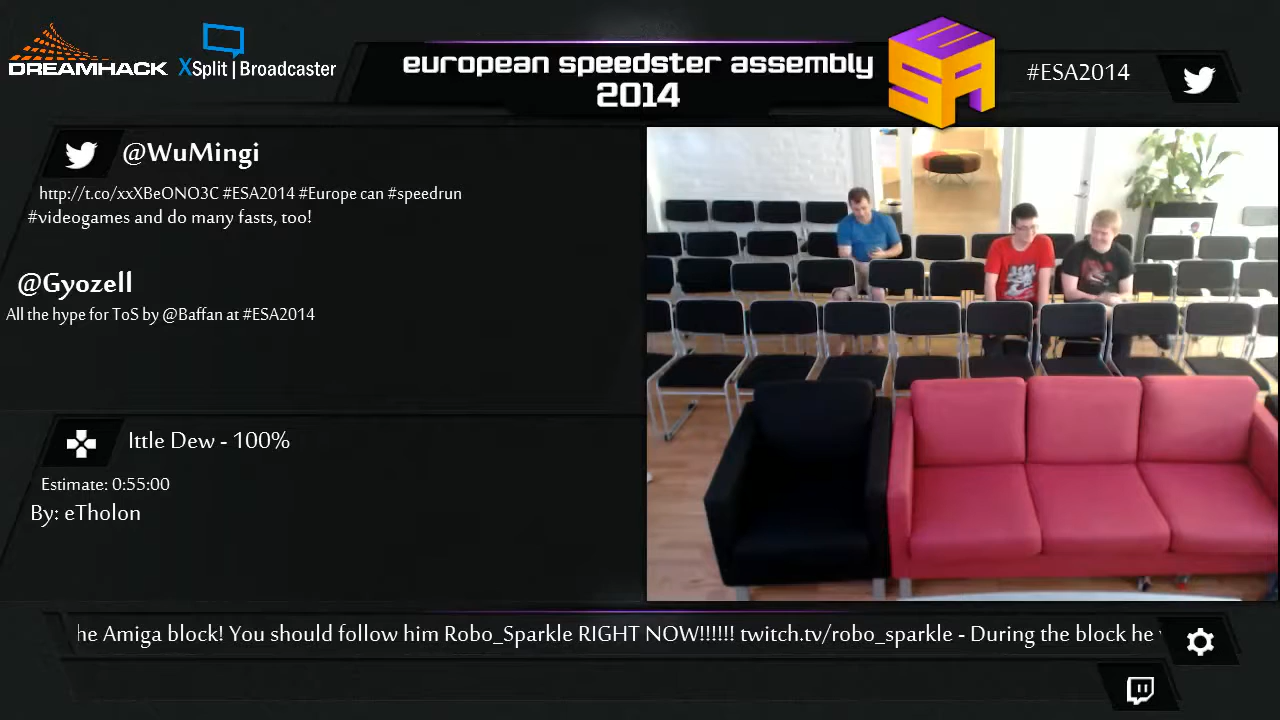 DREAMHACK
XSplit | Broadcaster
european speedster assembly
2014
ESA
#ESA2014
@WuMingi
http://t.co/xxXBeONO3C #ESA2014 #Europe can #speedrun
#videogames and do many fasts, too!
@Gyozell
All the hype for ToS by @Baffan at #ESA2014
Ittle Dew - 100%
Estimate: 0:55:00
By: eTholon
he Amiga block! You should follow him Robo_Sparkle RIGHT NOW!!!!!! twitch.tv/robo_sparkle - During the block he